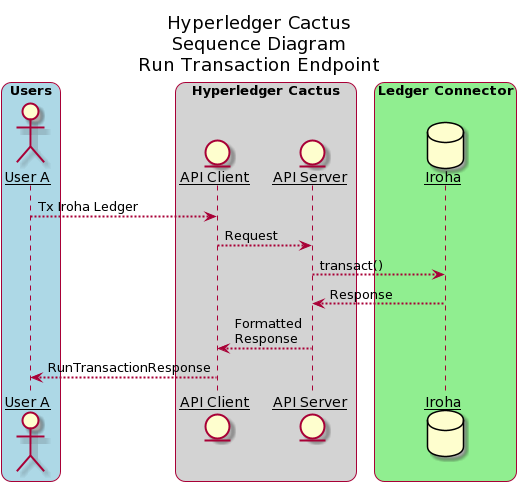 Hyperledger Cactus
Sequence Diagram
Run Transaction Endpoint
Users
Hyperledger Cactus
Ledger Connector
User A
API Client
API Server
Iroha
Tx Iroha Ledger
Request
transact()
Response
Formatted
Response
RunTransactionResponse
User A
API Client
API Server
Iroha